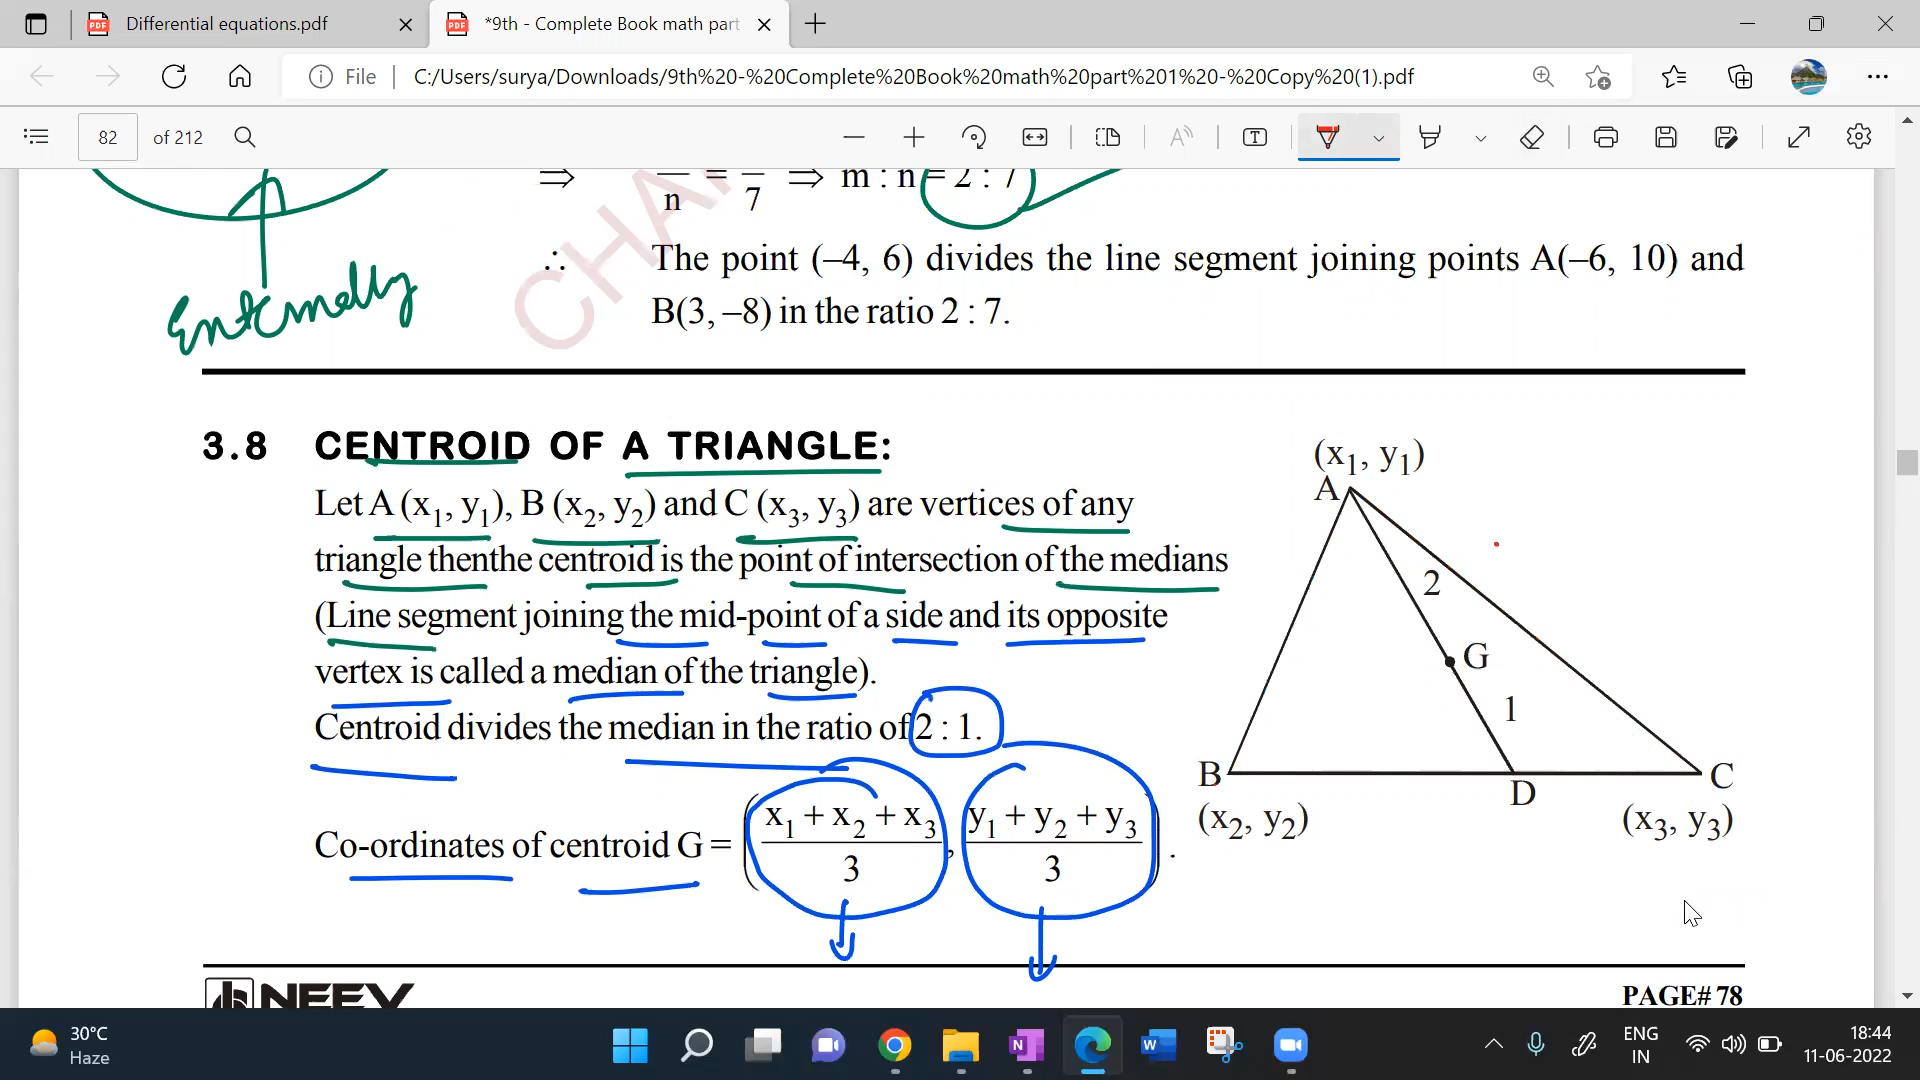 Differential equations.pdf
*9th - Complete Book math part
File
C:/Users/surya/Downloads/9th%20-%20Complete%20Book%20math%20part%201%20-%20Copy%20(1).pdf
82 of 212
⇒ n = 7 ⇒ m : n = 2 : 7
CHA
Externally
∴ The point (–4, 6) divides the line segment joining points A(–6, 10) and
B(3, –8) in the ratio 2 : 7.
3.8 CENTROID OF A TRIANGLE:
Let A (x₁, y₁), B (x₂, y₂) and C (x₃, y₃) are vertices of any
triangle thenthe centroid is the point of intersection of the medians
(Line segment joining the mid-point of a side and its opposite
vertex is called a median of the triangle).
Centroid divides the median in the ratio of 2 : 1.
Co-ordinates of centroid G = ( (x₁ + x₂ + x₃)/3 , (y₁ + y₂ + y₃)/3 ) .
(x₁, y₁)
A
2
G
1
B
D
C
(x₂, y₂)
(x₃, y₃)
NEEV
PAGE# 78
30°C
Haze
ENG
IN
18:44
11-06-2022